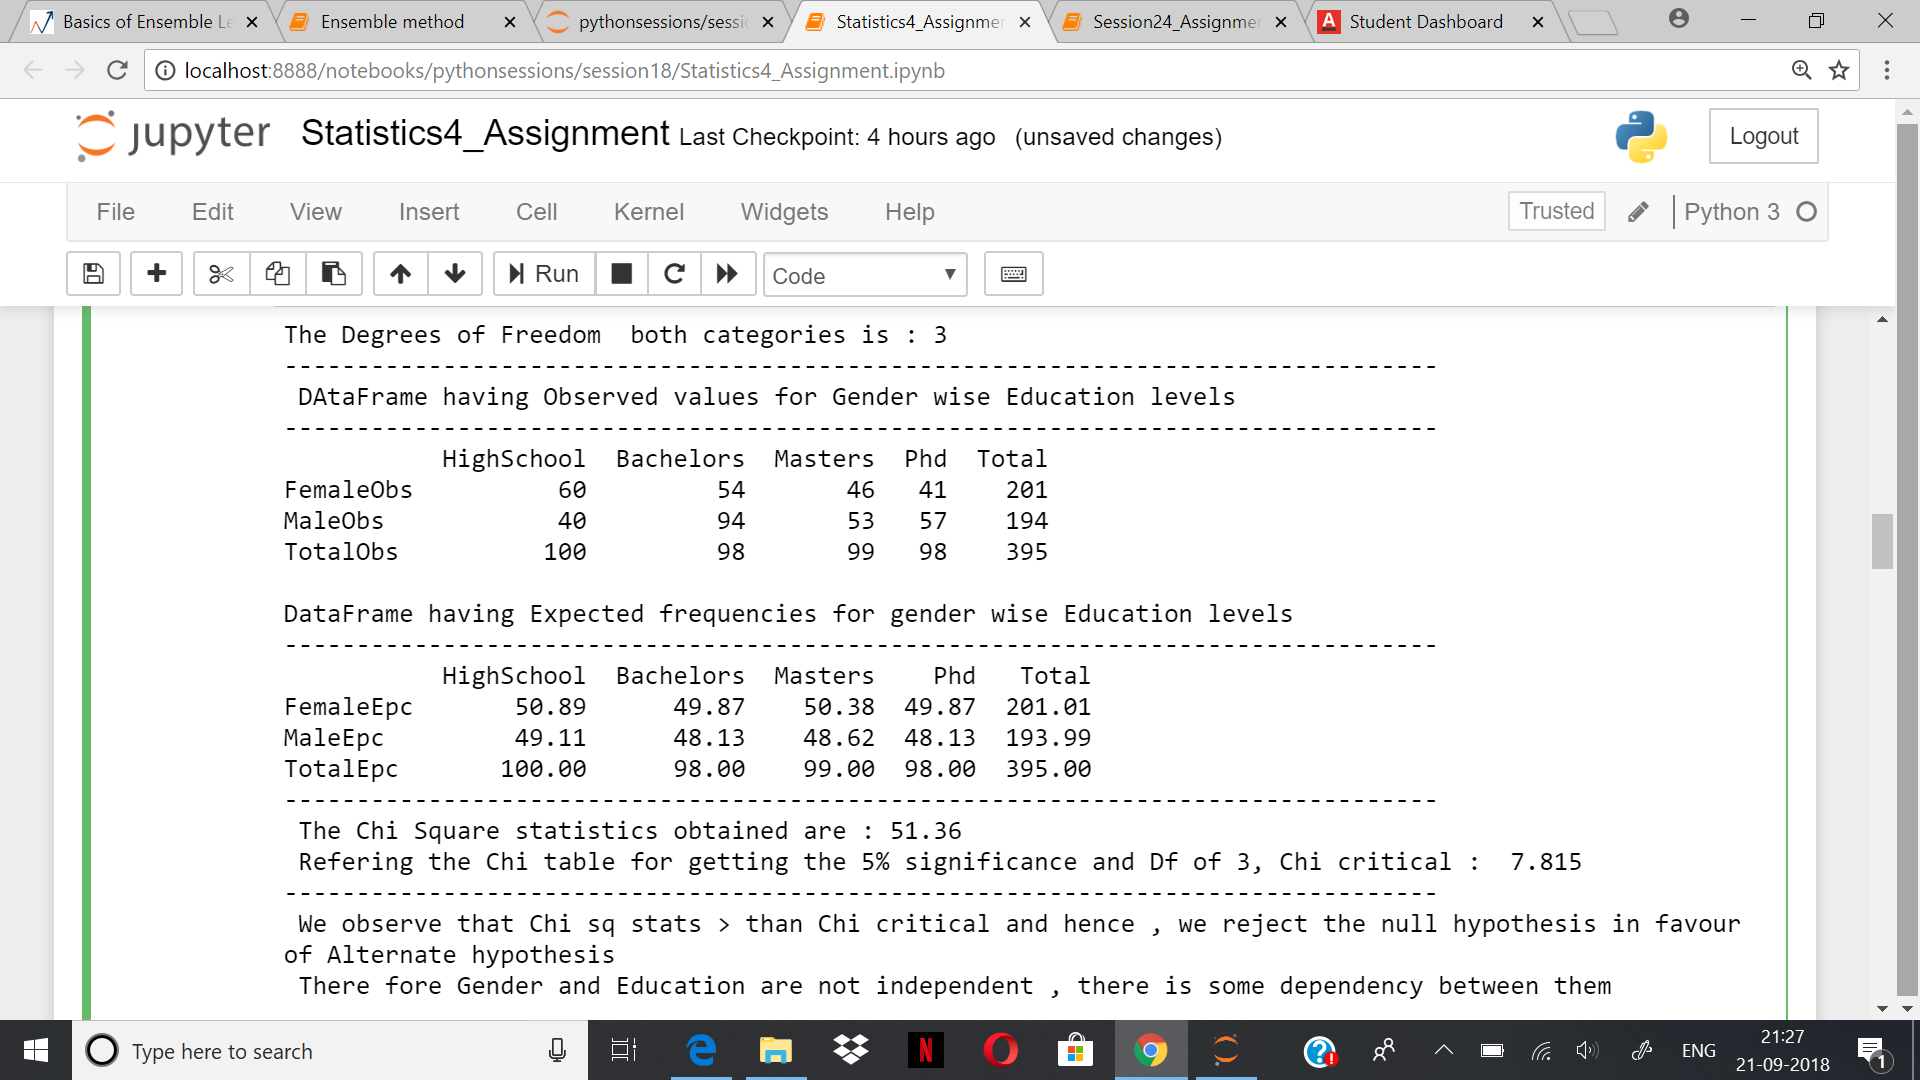 Basics of Ensemble Le
Ensemble method
pythonsessions/sessi
Statistics4_Assignmer
Session24_Assignmer
A Student Dashboard
localhost:8888/notebooks/pythonsessions/session18/Statistics4_Assignment.ipynb
jupyter Statistics4_Assignment Last Checkpoint: 4 hours ago (unsaved changes)
Logout
File Edit View Insert Cell Kernel Widgets Help
Trusted Python 3
Run Code
The Degrees of Freedom  both categories is : 3
--------------------------------------------------------------------------------
DAtaFrame having Observed values for Gender wise Education levels
--------------------------------------------------------------------------------
HighSchool Bachelors Masters Phd Total
FemaleObs 60 54 46 41 201
MaleObs 40 94 53 57 194
TotalObs 100 98 99 98 395
DataFrame having Expected frequencies for gender wise Education levels
--------------------------------------------------------------------------------
HighSchool Bachelors Masters Phd Total
FemaleEpc 50.89 49.87 50.38 49.87 201.01
MaleEpc 49.11 48.13 48.62 48.13 193.99
TotalEpc 100.00 98.00 99.00 98.00 395.00
--------------------------------------------------------------------------------
The Chi Square statistics obtained are : 51.36
Refering the Chi table for getting the 5% significance and Df of 3, Chi critical :  7.815
--------------------------------------------------------------------------------
We observe that Chi sq stats > than Chi critical and hence , we reject the null hypothesis in favour
of Alternate hypothesis
There fore Gender and Education are not independent , there is some dependency between them
Type here to search
N
ENG
21:27
21-09-2018
1